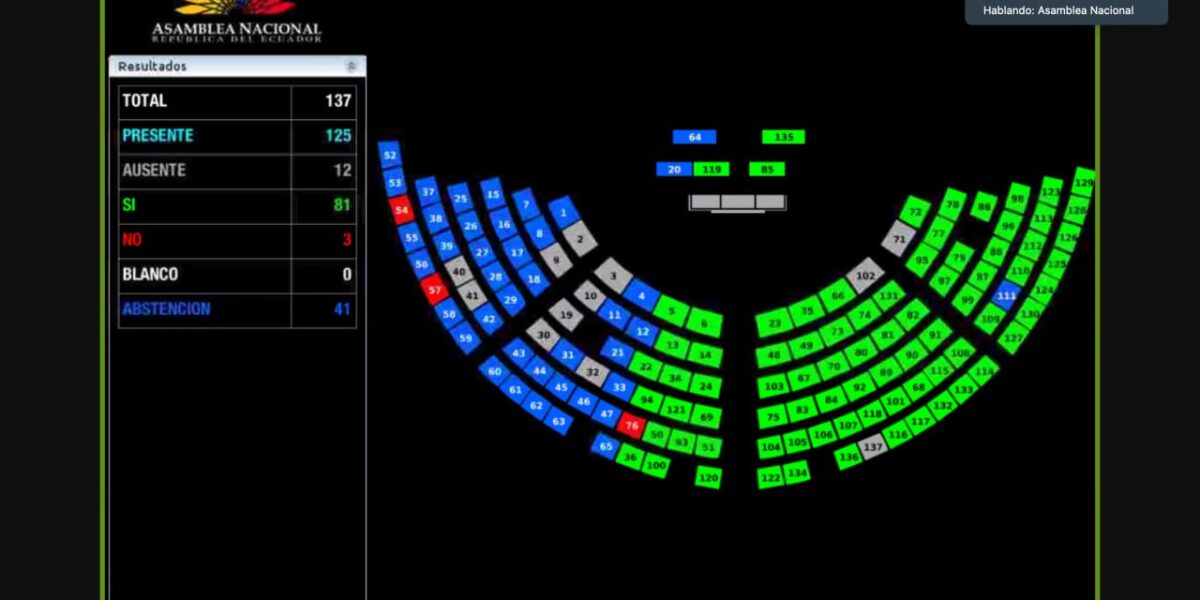 Hablando: Asamblea Nacional
ASAMBLEA NACIONAL
REPÚBLICA DEL ECUADOR
Resultados
TOTAL 137
PRESENTE 125
AUSENTE 12
SI 81
NO 3
BLANCO 0
ABSTENCION 41
64 135
20 119 85
52 53 54 55 56 57 58 59
37 38 39 40 41 42
25 26 27 28 29
15 16 17 18
7 8 9
1 2
3 4 5 6
10 11 12 13 14
19 21 22 34 24
30 31 32 33 94 121 69
43 44 45 46 47 76 50 93 51
60 61 62 63 65 36 100 120
23 35 66 102
48 49 73 74 131
103 67 70 80 81 82
75 83 84 92 89 90 91
104 105 106 107 118 101 68 115 108
122 134 136 137 116 117 132 133 114
71 72
95 77 78
97 79 86
99 87 88 96 98
109 111 110 112 113 123
127 130 124 125 126 128 129